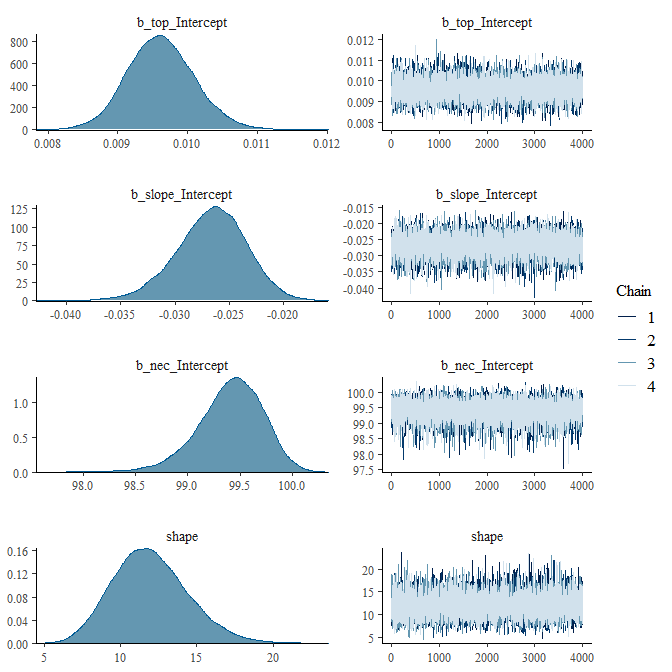 b_top_Intercept
800
600
400
200
0
0.008 0.009 0.010 0.011 0.012
b_top_Intercept
0.012
0.011
0.010
0.009
0.008
0 1000 2000 3000 4000
b_slope_Intercept
125
100
75
50
25
0
-0.040 -0.035 -0.030 -0.025 -0.020
b_slope_Intercept
-0.015
-0.020
-0.025
-0.030
-0.035
-0.040
0 1000 2000 3000 4000
b_nec_Intercept
1.0
0.5
0.0
98.0 98.5 99.0 99.5 100.0
b_nec_Intercept
100.0
99.5
99.0
98.5
98.0
97.5
0 1000 2000 3000 4000
shape
0.16
0.12
0.08
0.04
0.00
5 10 15 20
shape
20
15
10
5
0 1000 2000 3000 4000
Chain
1
2
3
4